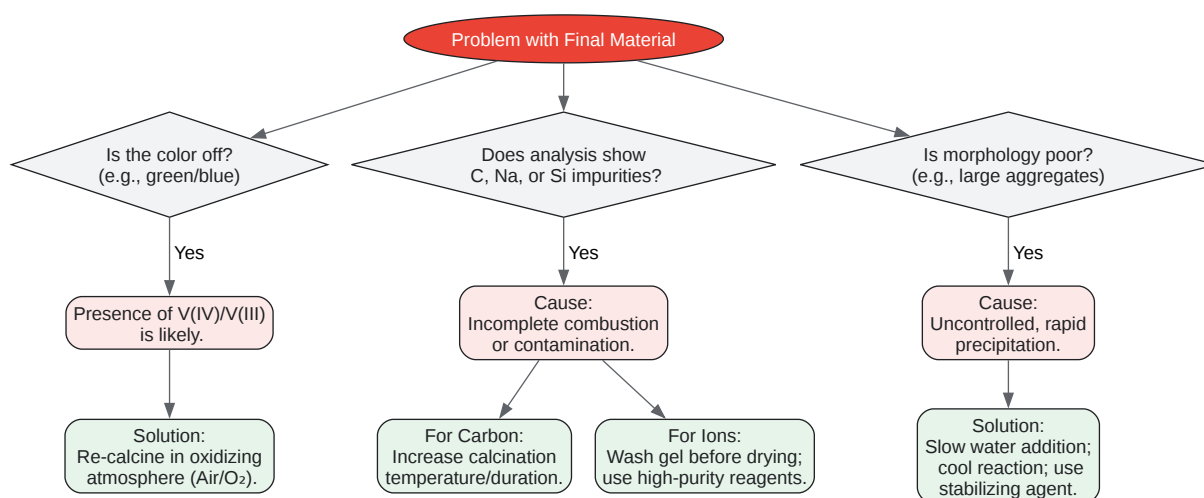 Problem with Final Material
Is the color off?
(e.g., green/blue)
Does analysis show
C, Na, or Si impurities?
Is morphology poor?
(e.g., large aggregates)
Yes
Yes
Yes
Presence of V(IV)/V(III)
is likely.
Cause:
Incomplete combustion
or contamination.
Cause:
Uncontrolled, rapid
precipitation.
Solution:
Re-calcine in oxidizing
atmosphere (Air/O₂).
For Carbon:
Increase calcination
temperature/duration.
For Ions:
Wash gel before drying;
use high-purity reagents.
Solution:
Slow water addition;
cool reaction; use
stabilizing agent.